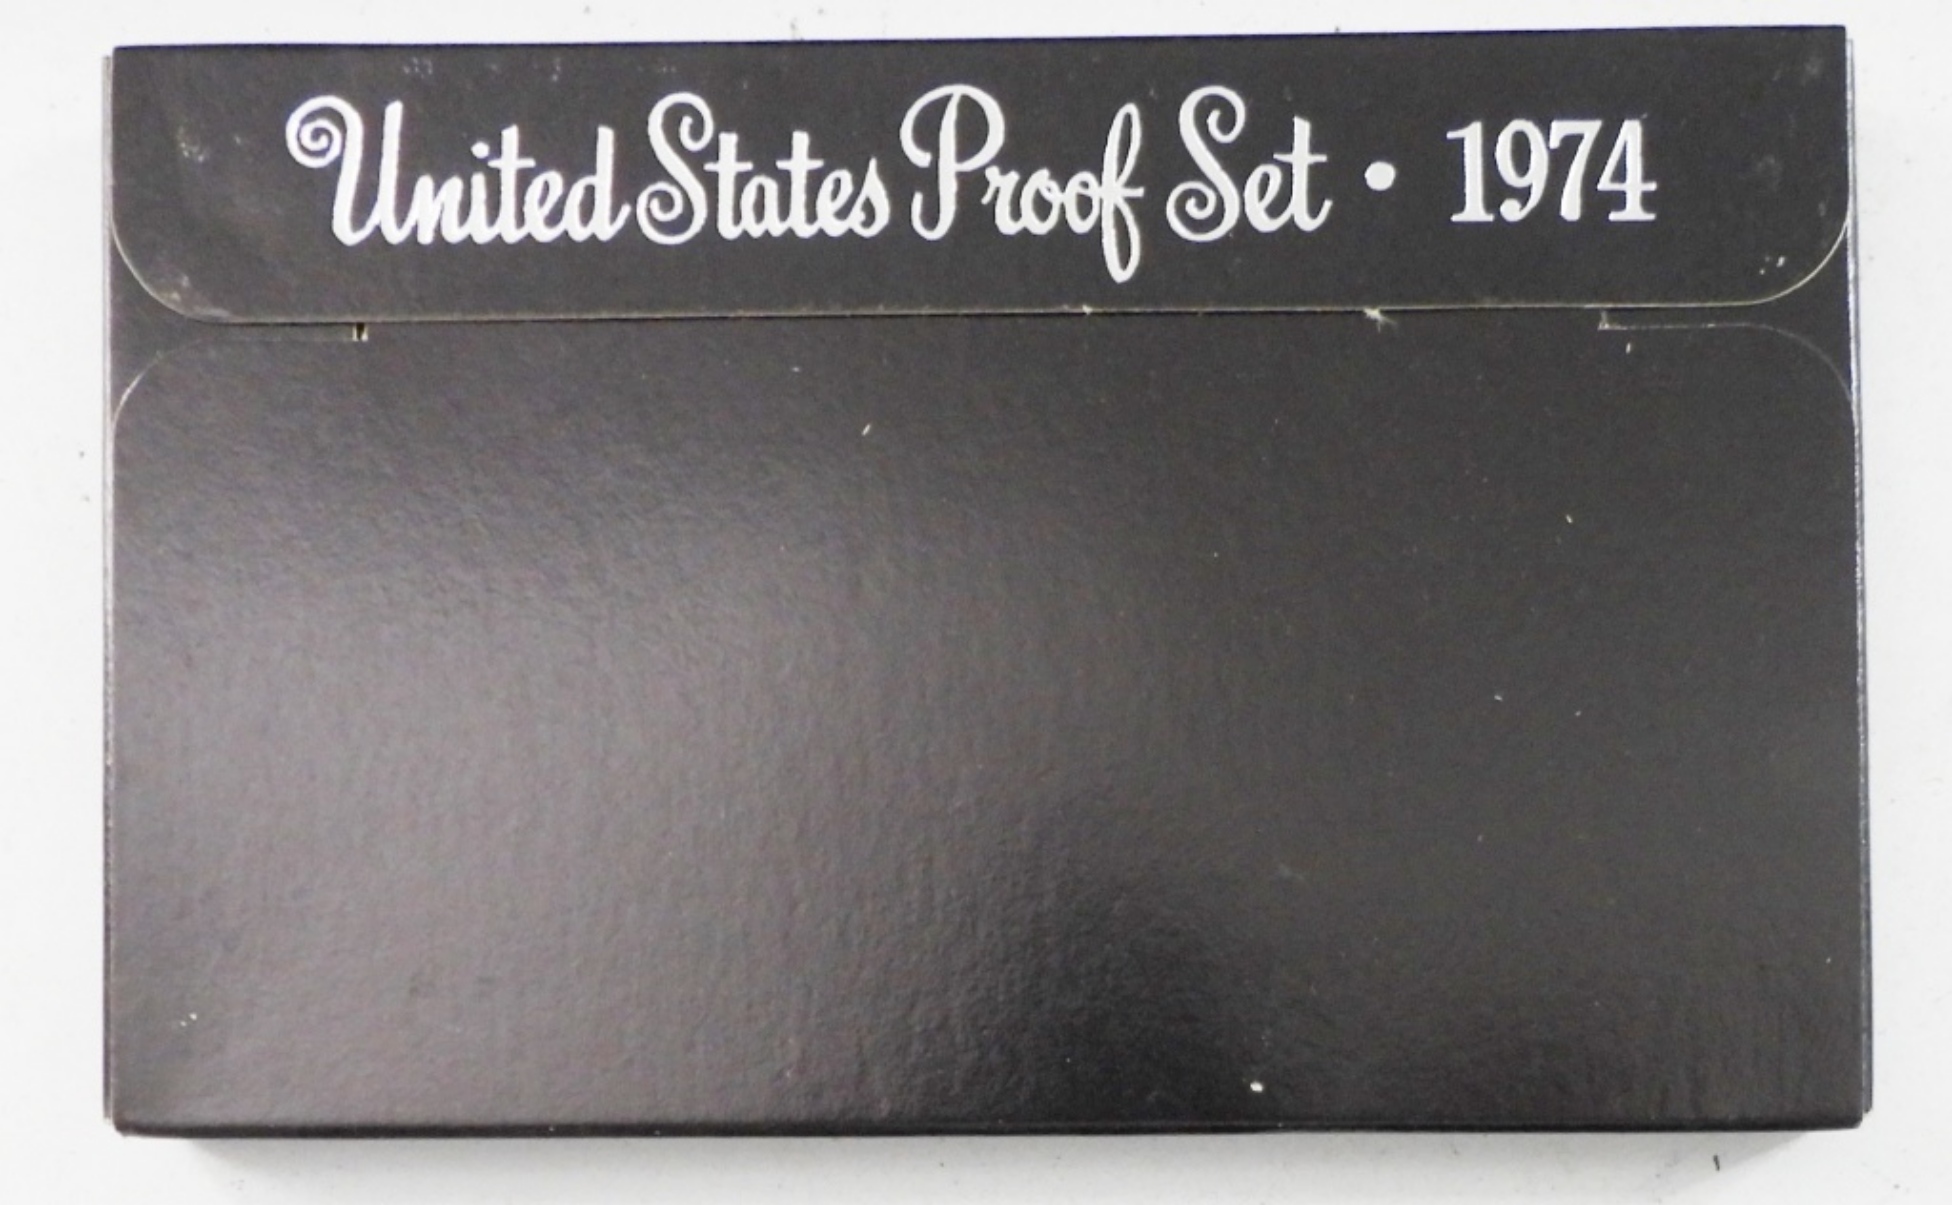 United States Proof Set • 1974